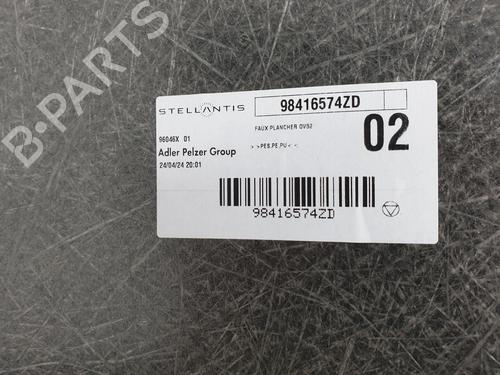 B-PARTS
STELLANTIS
98416574ZD
FAUX PLANCHER OV52
02
96046X 01
Adler Pelzer Group
> >PES,PE,PU< <
24/04/24 20:01
98416574ZD